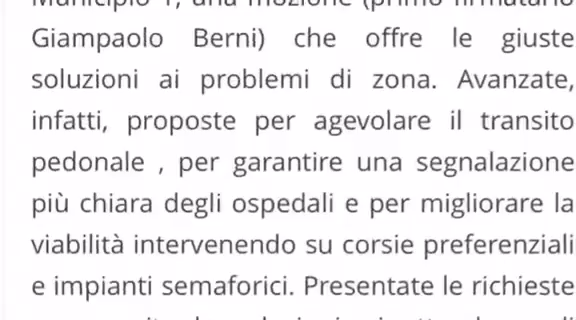 Giampaolo Berni) che offre le giuste
soluzioni ai problemi di zona. Avanzate,
infatti, proposte per agevolare il transito
pedonale , per garantire una segnalazione
più chiara degli ospedali e per migliorare la
viabilità intervenendo su corsie preferenziali
e impianti semaforici. Presentate le richieste